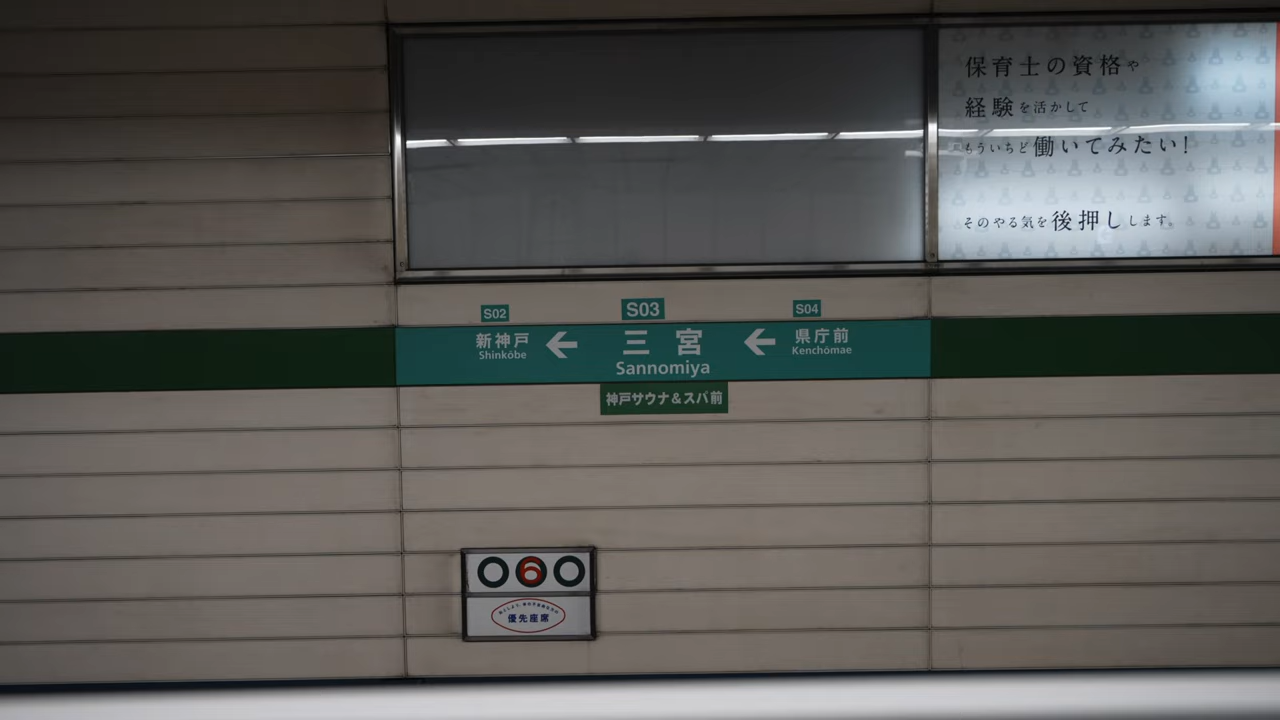 保育士の資格や
経験を活かして
もういちど働いてみたい!
そのやる気を後押しします。
S02
S03
S04
新神戸
Shinkōbe
三宮
Sannomiya
県庁前
Kenchōmae
神戸サウナ&スパ前
6
優先座席